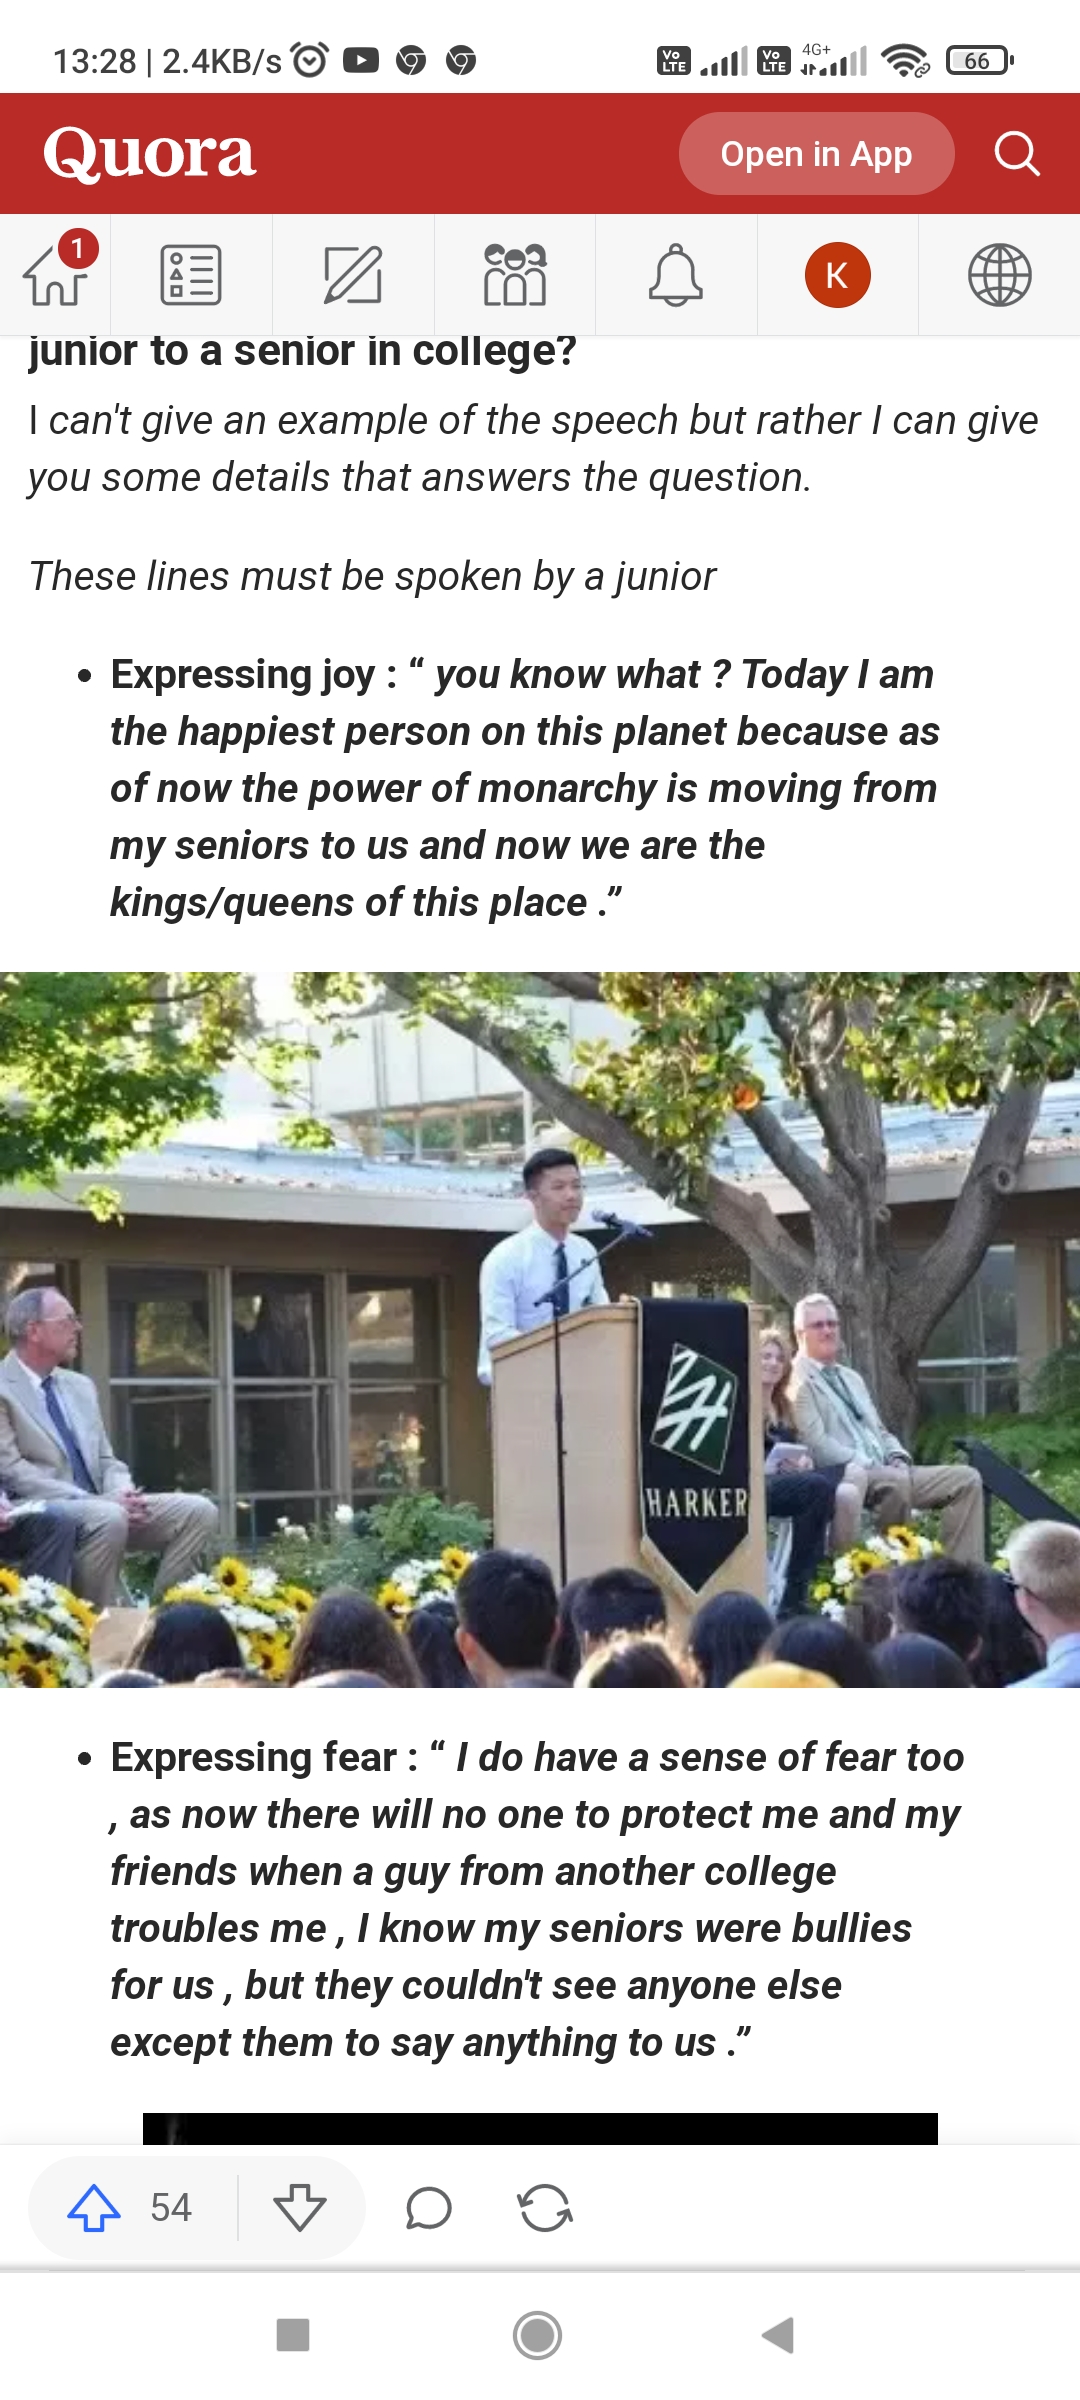 13:28 | 2.4KB/s
Vo LTE
Vo LTE
4G+
66
Quora
Open in App
1
K
junior to a senior in college?
I can't give an example of the speech but rather I can give
you some details that answers the question.
These lines must be spoken by a junior
• Expressing joy : “ you know what ? Today I am
the happiest person on this planet because as
of now the power of monarchy is moving from
my seniors to us and now we are the
kings/queens of this place .”
HARKER
• Expressing fear : “ I do have a sense of fear too
, as now there will no one to protect me and my
friends when a guy from another college
troubles me , I know my seniors were bullies
for us , but they couldn't see anyone else
except them to say anything to us .”
54